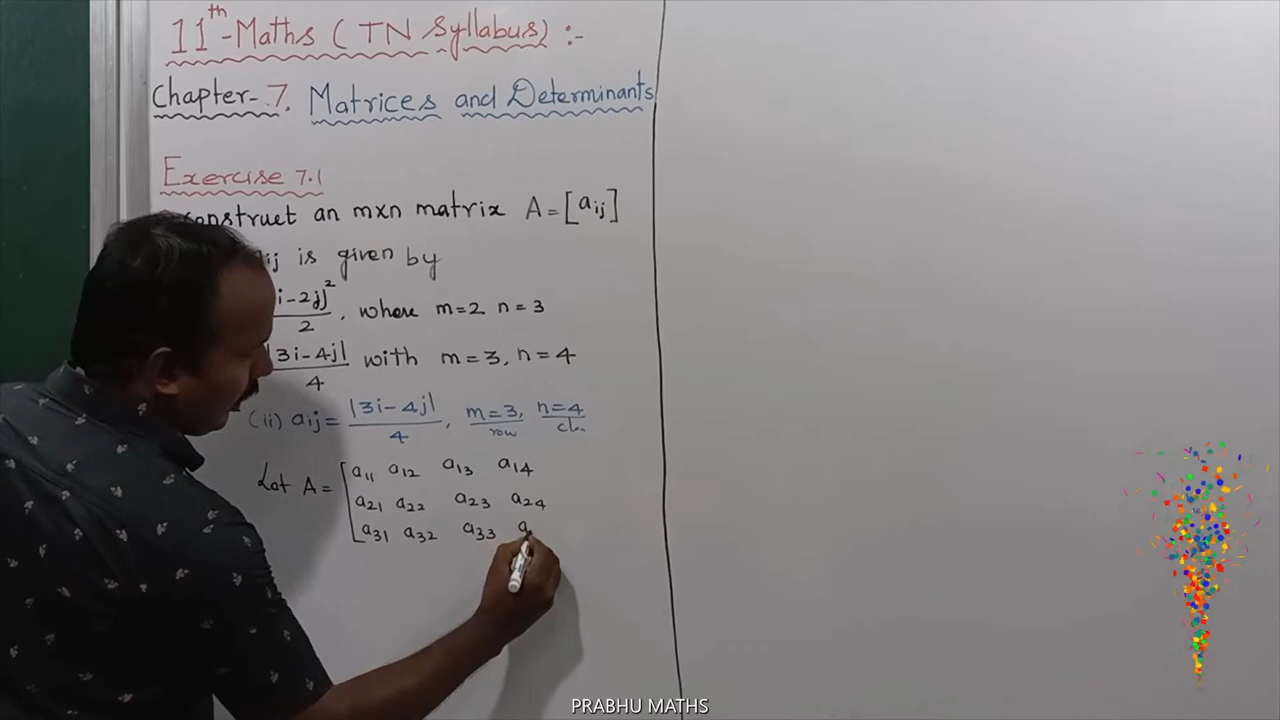 11th-Maths (TN Syllabus) :-
Chapter-7. Matrices and Determinants
Exercise 7.1
construct an mxn matrix A = [aij]
ij is given by
i-2j)²/2, where m=2 n=3
|3i-4j|/4 with m=3, n=4
(ii) aij = |3i-4j|/4, m=3, n=4
row
Let A = [a11 a12 a13 a14
a21 a22 a23 a24
a31 a32 a33 a
PRABHU MATHS